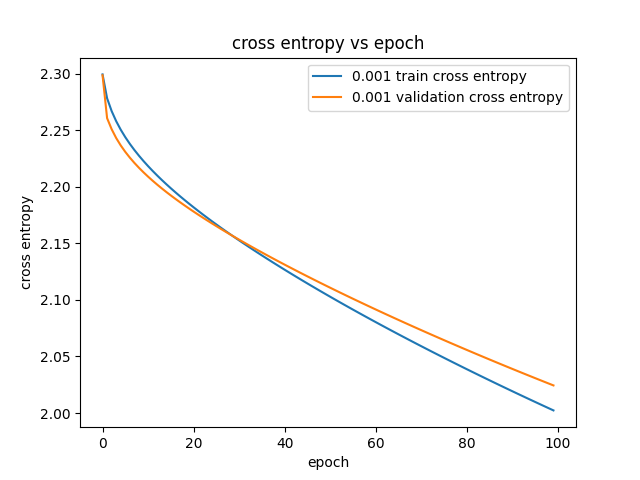 cross entropy vs epoch
0.001 train cross entropy
0.001 validation cross entropy
2.30
2.25
2.20
2.15
2.10
2.05
2.00
cross entropy
0 20 40 60 80 100
epoch